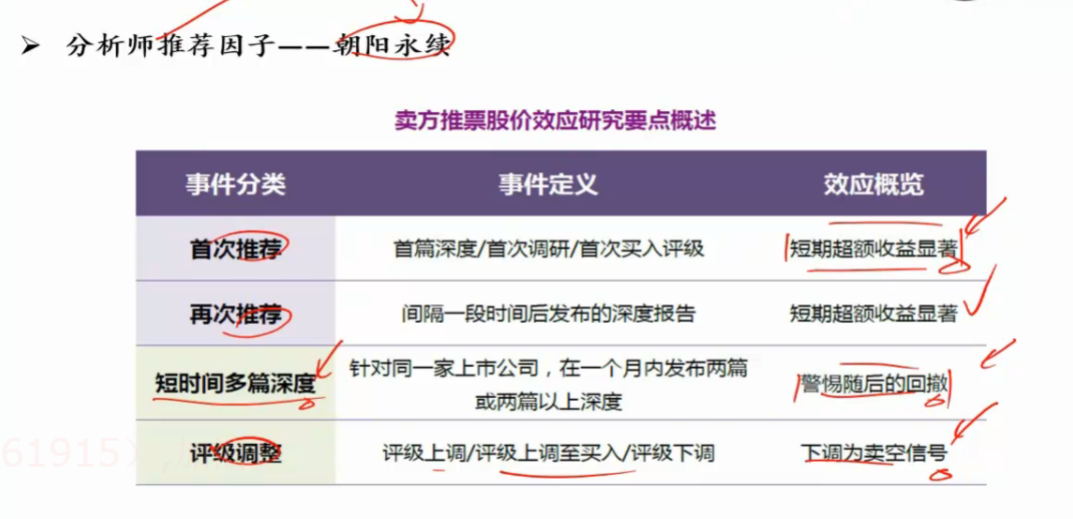 ➤ 分析师推荐因子——朝阳永续
卖方推票股价效应研究要点概述
事件分类 事件定义 效应概览
首次推荐 首篇深度/首次调研/首次买入评级 短期超额收益显著
再次推荐 间隔一段时间后发布的深度报告 短期超额收益显著
短时间多篇深度 针对同一家上市公司，在一个月内发布两篇 警惕随后的回撤
或两篇以上深度
评级调整 评级上调/评级上调至买入/评级下调 下调为卖空信号
61915